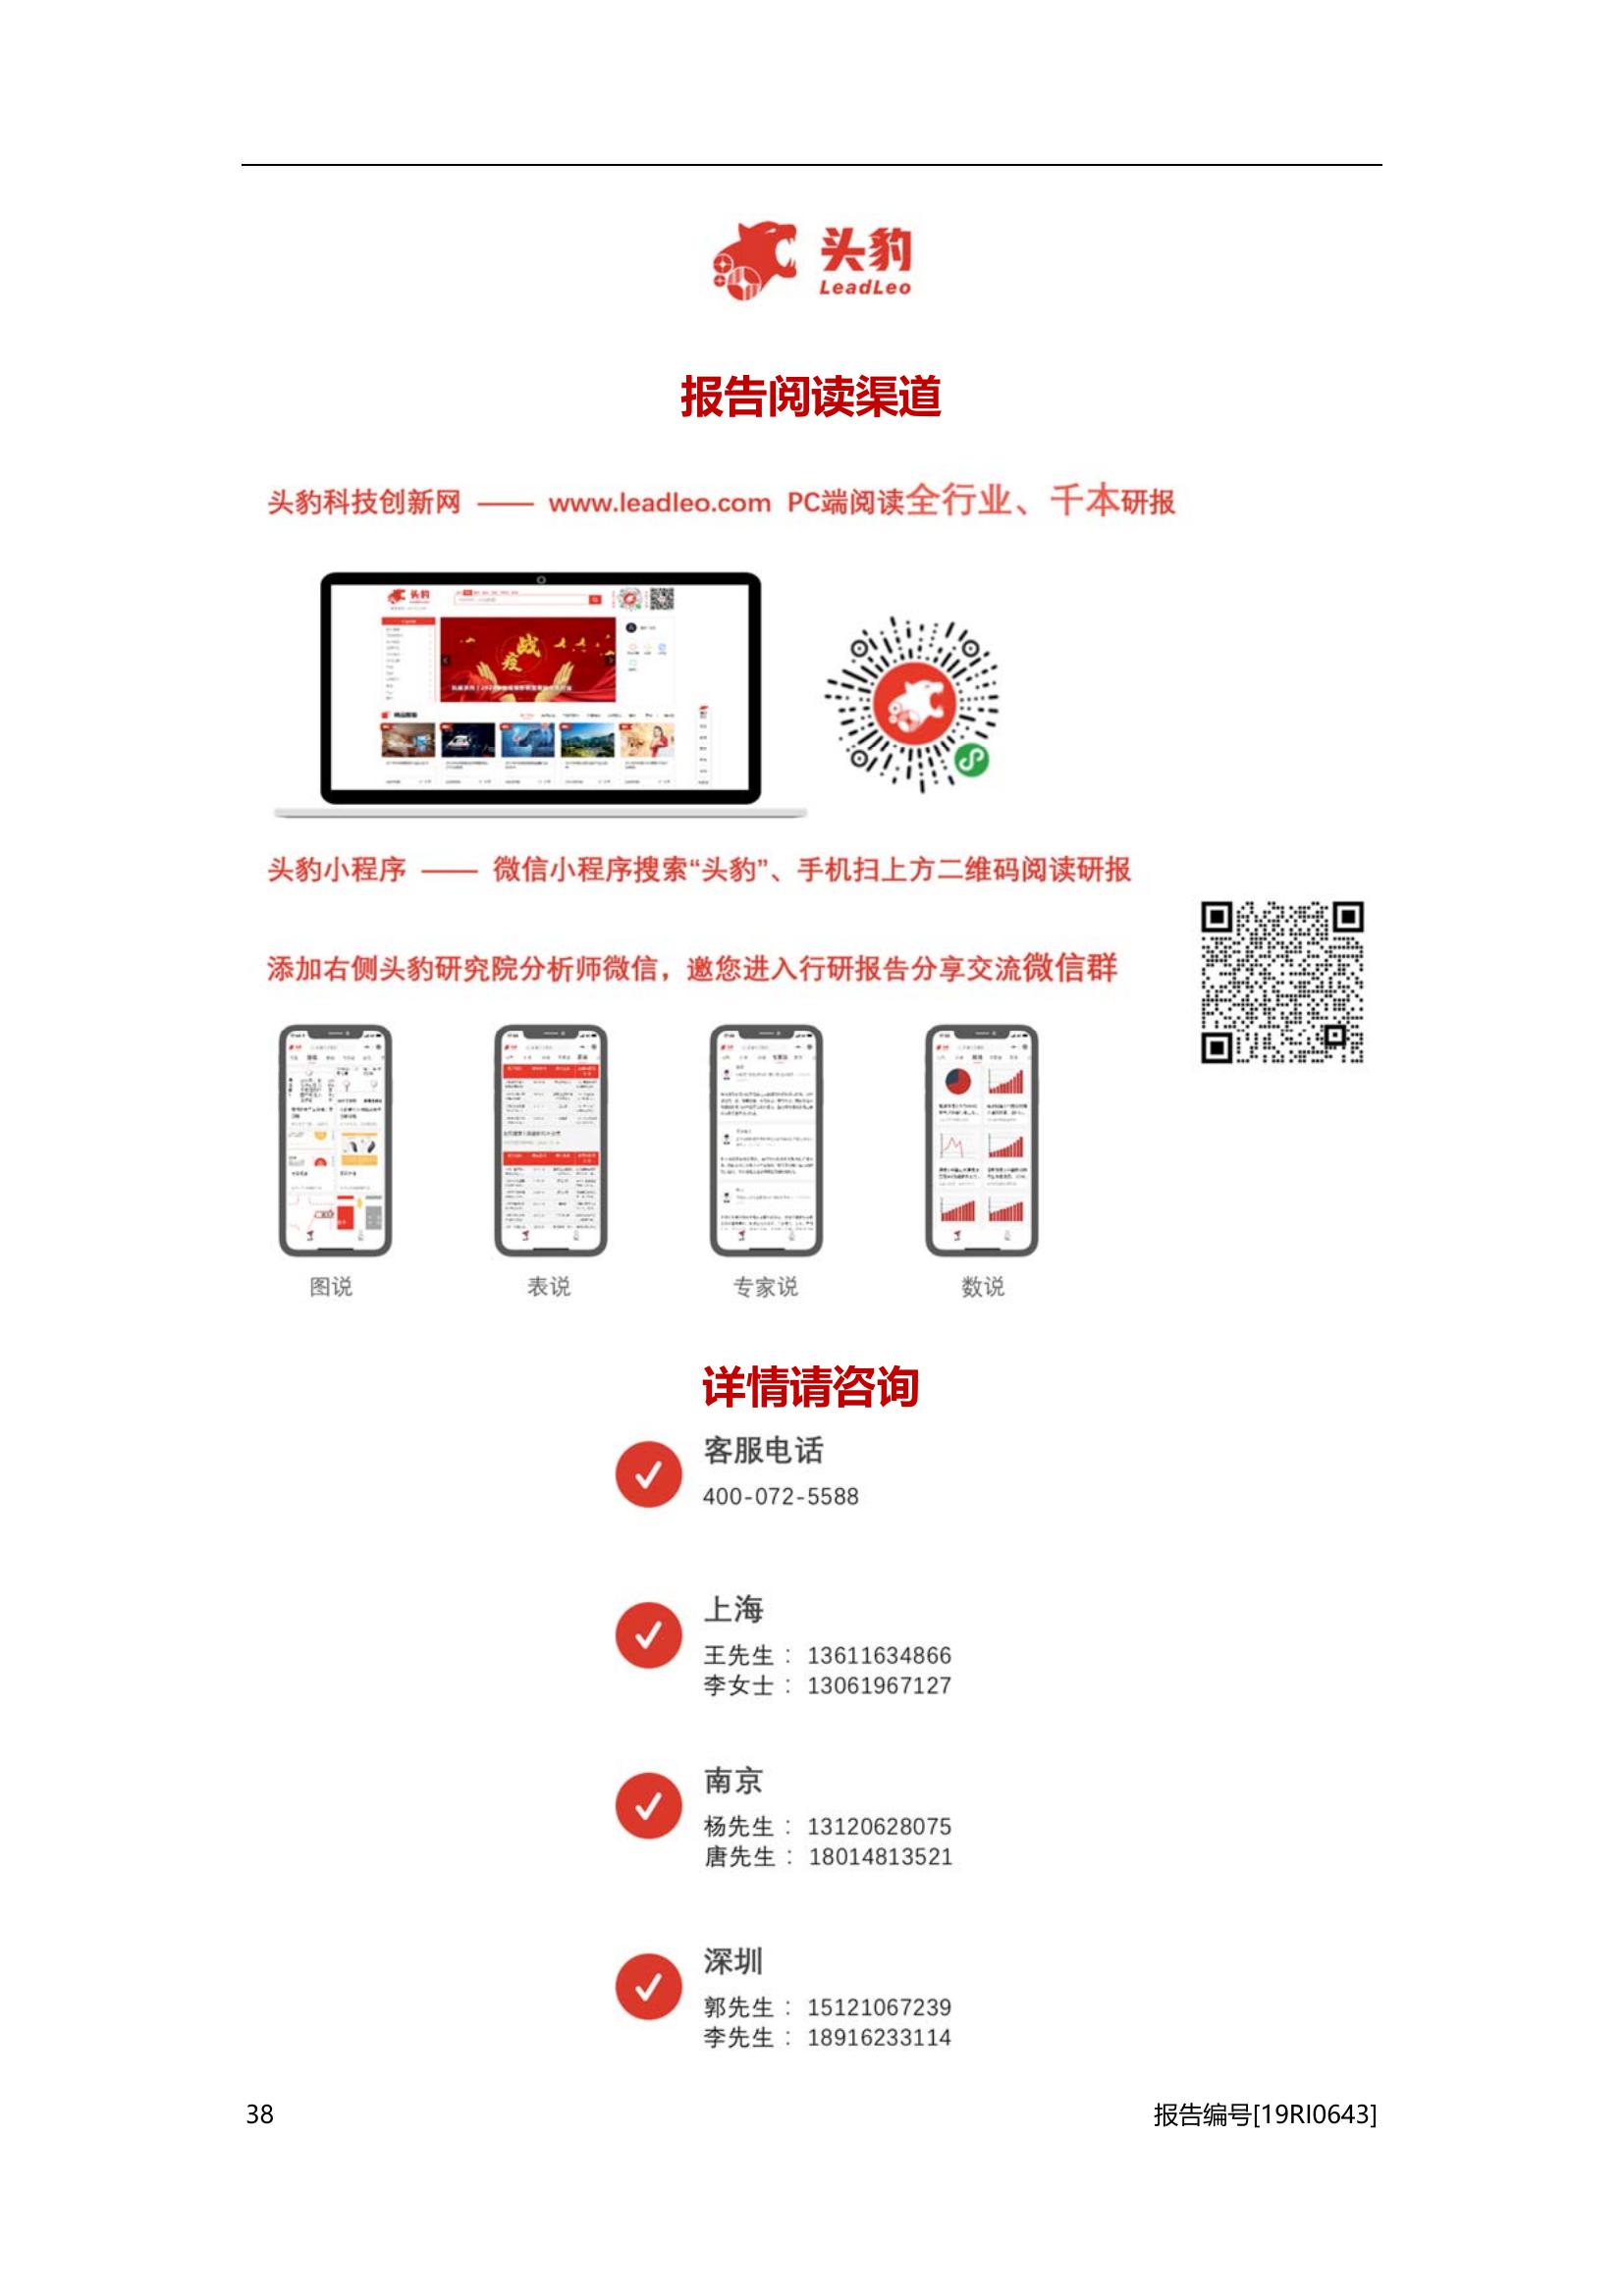 头豹
LeadLeo
报告阅读渠道
头豹科技创新网 —— www.leadleo.com PC端阅读全行业、千本研报
头豹
战
疫
头豹小程序 —— 微信小程序搜索“头豹”、手机扫上方二维码阅读研报
添加右侧头豹研究院分析师微信，邀您进入行研报告分享交流微信群
图说 表说 专家说 数说
详情请咨询
客服电话
400-072-5588
上海
王先生： 13611634866
李女士： 13061967127
南京
杨先生： 13120628075
唐先生： 18014813521
深圳
郭先生： 15121067239
李先生： 18916233114
38 报告编号[19RI0643]